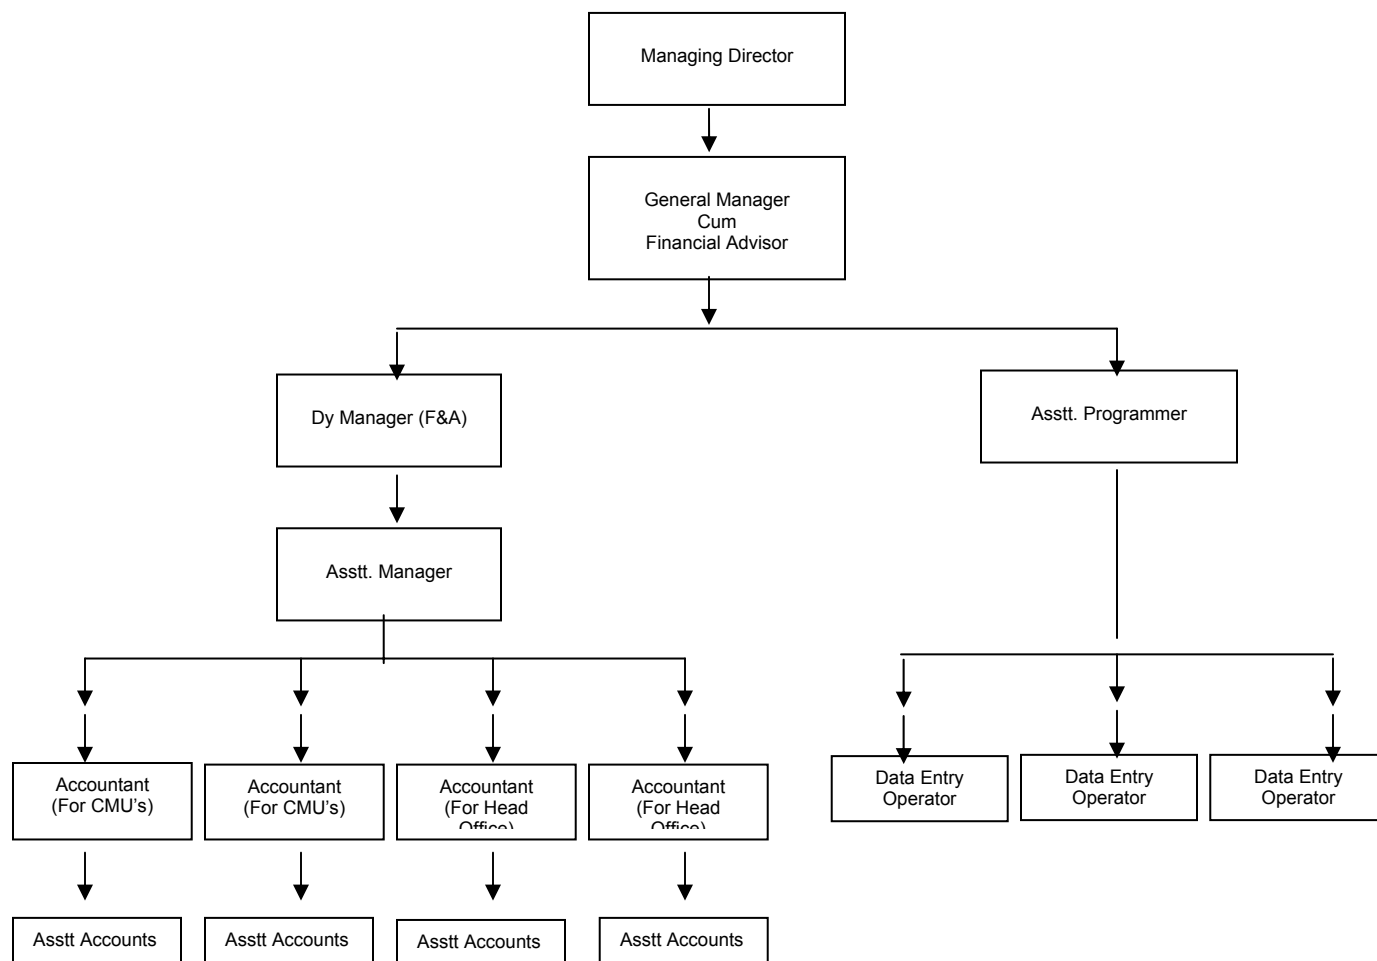 Managing Director
General Manager
Cum
Financial Advisor
Dy Manager (F&A)
Asstt. Programmer
Asstt. Manager
Accountant
(For CMU's)
Accountant
(For CMU's)
Accountant
(For Head
Office)
Accountant
(For Head
Office)
Data Entry
Operator
Data Entry
Operator
Data Entry
Operator
Asstt Accounts
Asstt Accounts
Asstt Accounts
Asstt Accounts